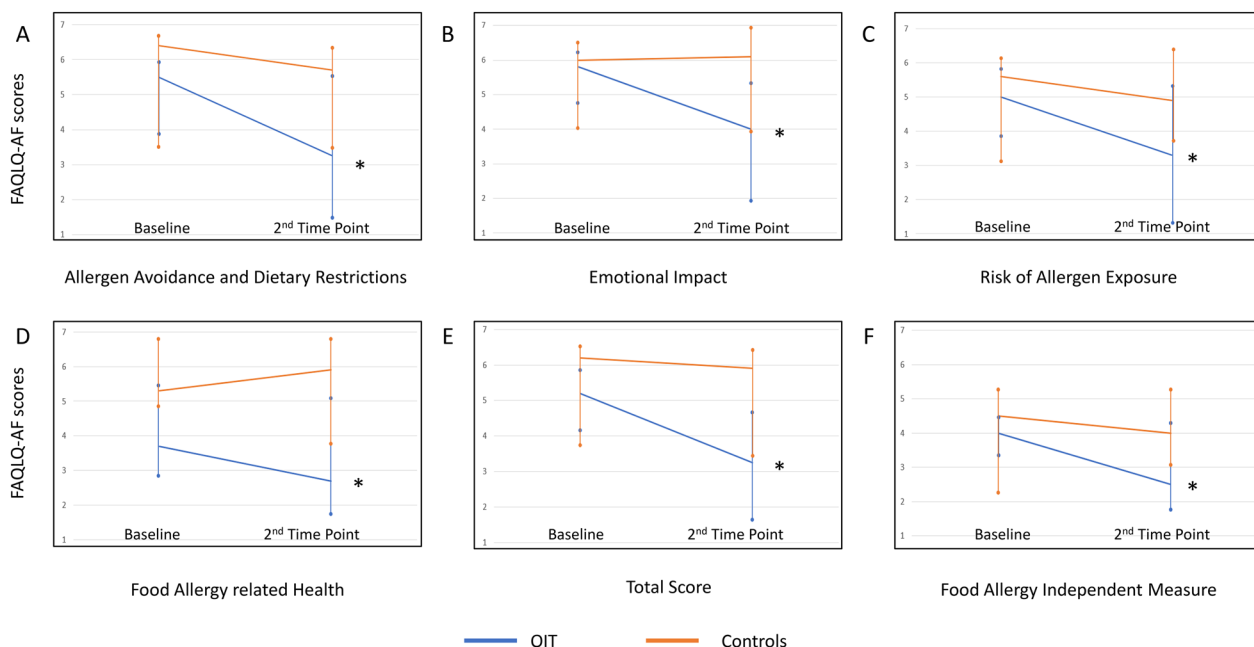 A
B
C
FAQLQ-AF scores
7
6
5
4
3
2
1
Baseline
2nd Time Point
*
Allergen Avoidance and Dietary Restrictions
7
6
5
4
3
2
1
Baseline
2nd Time Point
*
Emotional Impact
7
6
5
4
3
2
1
Baseline
2nd Time Point
*
Risk of Allergen Exposure
D
E
F
FAQLQ-AF scores
7
6
5
4
3
2
1
Baseline
2nd Time Point
*
Food Allergy related Health
7
6
5
4
3
2
1
Baseline
2nd Time Point
*
Total Score
7
6
5
4
3
2
1
Baseline
2nd Time Point
*
Food Allergy Independent Measure
OIT
Controls